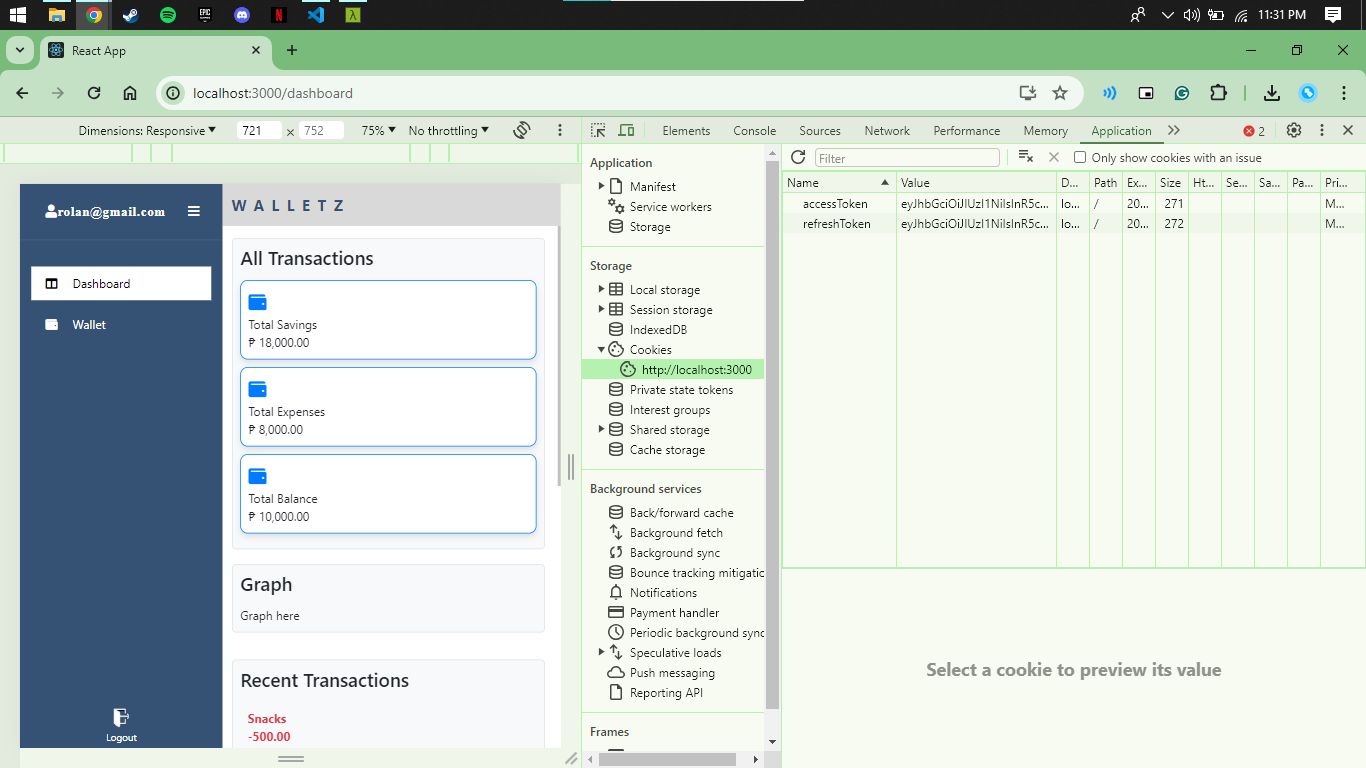 EPIC
GAMES
11:31 PM
React App
localhost:3000/dashboard
Dimensions: Responsive
721
×
752
75%
No throttling
Elements
Console
Sources
Network
Performance
Memory
Application
2
rolan@gmail.com
Dashboard
Wallet
Logout
WALLETZ
All Transactions
Total Savings
₱ 18,000.00
Total Expenses
₱ 8,000.00
Total Balance
₱ 10,000.00
Graph
Graph here
Recent Transactions
Snacks
-500.00
Application
Manifest
Service workers
Storage
Storage
Local storage
Session storage
IndexedDB
Cookies
http://localhost:3000
Private state tokens
Interest groups
Shared storage
Cache storage
Background services
Back/forward cache
Background fetch
Background sync
Bounce tracking mitigatic
Notifications
Payment handler
Periodic background sync
Speculative loads
Push messaging
Reporting API
Frames
Filter
Only show cookies with an issue
Name Value D... Path Ex... Size Ht... Se... Sa... Pa... Pri...
accessToken eyJhbGciOiJIUzI1NiIsInR5c... lo... / 20... 271 M...
refreshToken eyJhbGciOiJIUzI1NiIsInR5c... lo... / 20... 272 M...
Select a cookie to preview its value